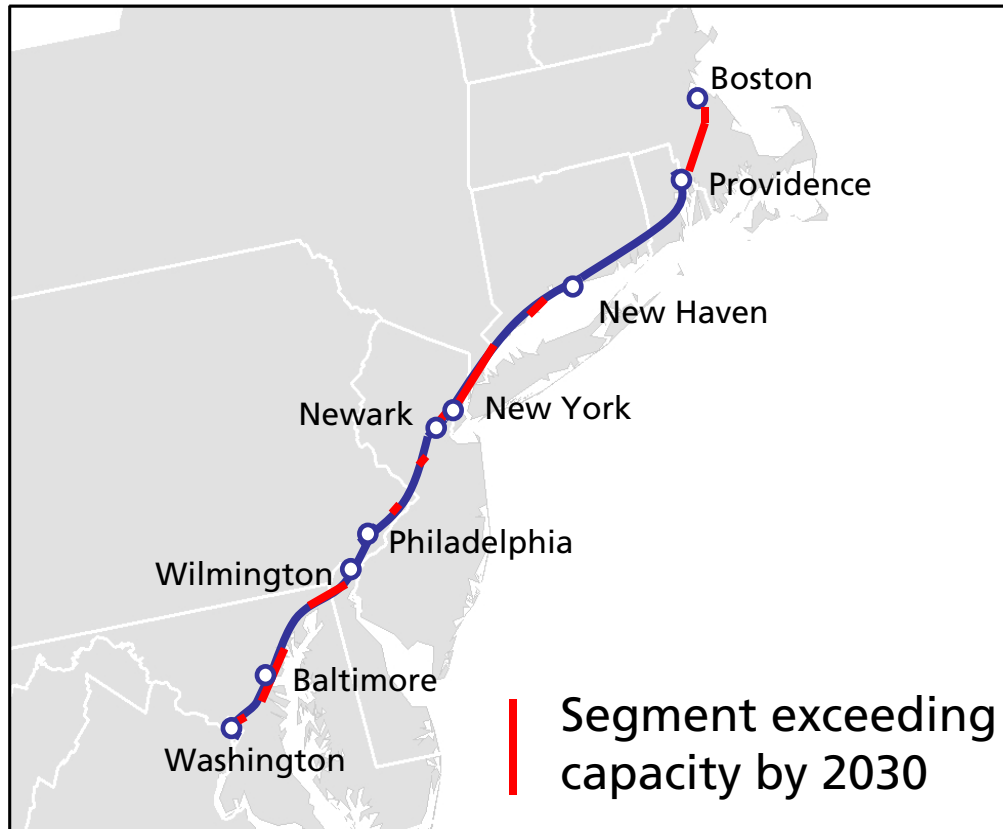 Boston
Providence
New Haven
Newark
New York
Philadelphia
Wilmington
Baltimore
Washington
Segment exceeding
capacity by 2030